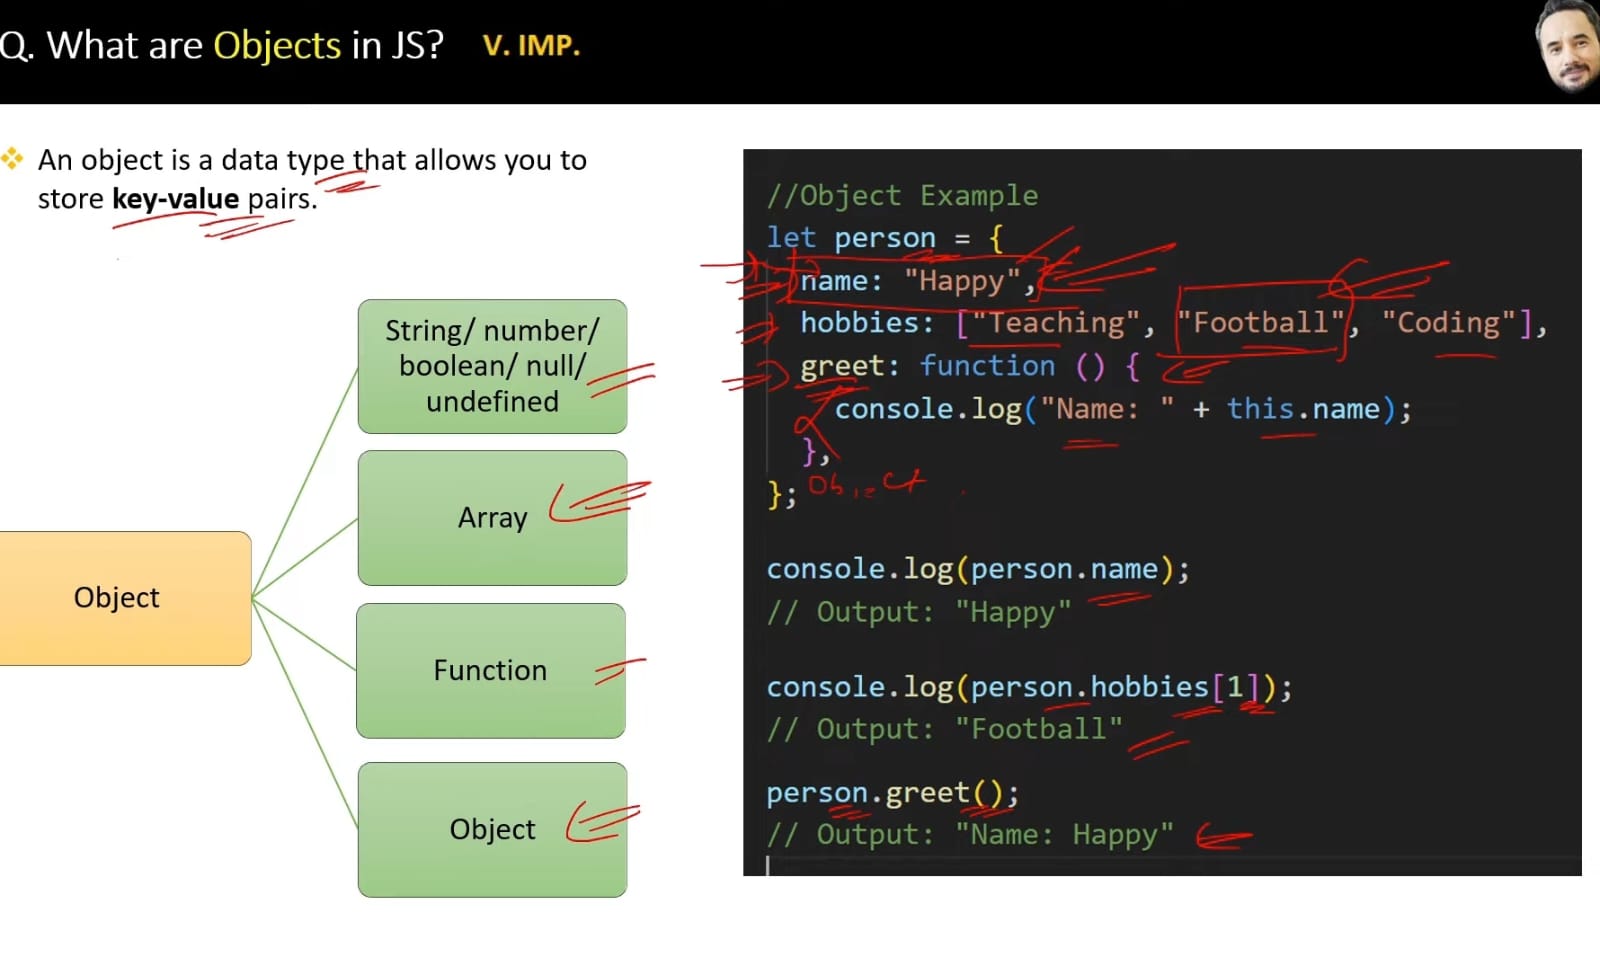 Q. What are Objects in JS? V. IMP.
❖ An object is a data type that allows you to
store key-value pairs.
Object
String/ number/
boolean/ null/
undefined
Array
Function
Object
//Object Example
let person = {
name: "Happy",
hobbies: ["Teaching", "Football", "Coding"],
greet: function () {
console.log("Name: " + this.name);
},
};
Object
console.log(person.name);
// Output: "Happy"
console.log(person.hobbies[1]);
// Output: "Football"
person.greet();
// Output: "Name: Happy"